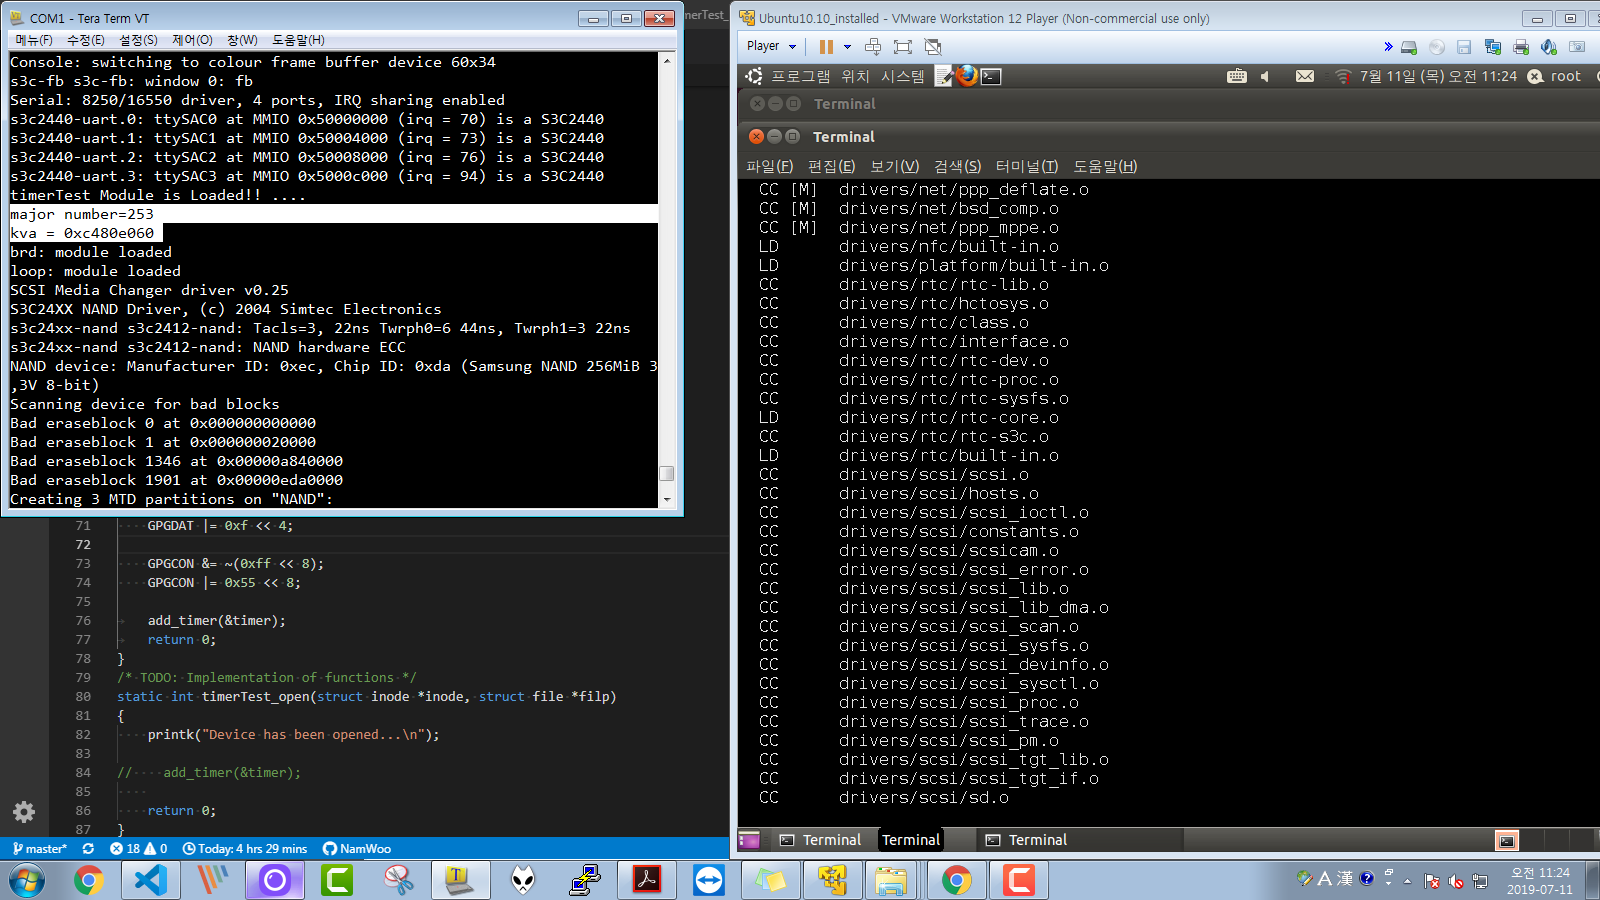 COM1 - Tera Term VT
메뉴(F) 수정(E) 설정(S) 제어(O) 창(W) 도움말(H)
Console: switching to colour frame buffer device 60x34
s3c-fb s3c-fb: window 0: fb
Serial: 8250/16550 driver, 4 ports, IRQ sharing enabled
s3c2440-uart.0: ttySAC0 at MMIO 0x50000000 (irq = 70) is a S3C2440
s3c2440-uart.1: ttySAC1 at MMIO 0x50004000 (irq = 73) is a S3C2440
s3c2440-uart.2: ttySAC2 at MMIO 0x50008000 (irq = 76) is a S3C2440
s3c2440-uart.3: ttySAC3 at MMIO 0x5000c000 (irq = 94) is a S3C2440
timerTest Module is Loaded!! ....
major number=253
kva = 0xc480e060
brd: module loaded
loop: module loaded
SCSI Media Changer driver v0.25
S3C24XX NAND Driver, (c) 2004 Simtec Electronics
s3c24xx-nand s3c2412-nand: Tacls=3, 22ns Twrph0=6 44ns, Twrph1=3 22ns
s3c24xx-nand s3c2412-nand: NAND hardware ECC
NAND device: Manufacturer ID: 0xec, Chip ID: 0xda (Samsung NAND 256MiB 3
,3V 8-bit)
Scanning device for bad blocks
Bad eraseblock 0 at 0x000000000000
Bad eraseblock 1 at 0x000000020000
Bad eraseblock 1346 at 0x00000a840000
Bad eraseblock 1901 at 0x00000eda0000
Creating 3 MTD partitions on "NAND":
merTest_
71 GPGDAT |= 0xf << 4;
72
73 GPGCON &= ~(0xff << 8);
74 GPGCON |= 0x55 << 8;
75
76 add_timer(&timer);
77 return 0;
78 }
79 /* TODO: Implementation of functions */
80 static int timerTest_open(struct inode *inode, struct file *filp)
81 {
82 printk("Device has been opened...\n");
83
84 // add_timer(&timer);
85
86 return 0;
87 }
master* 18 0 Today: 4 hrs 29 mins NamWoo
Ubuntu10.10_installed - VMware Workstation 12 Player (Non-commercial use only)
Player
프로그램 위치 시스템 7월 11일 (목) 오전 11:24 root
Terminal
Terminal
파일(F) 편집(E) 보기(V) 검색(S) 터미널(T) 도움말(H)
CC [M] drivers/net/ppp_deflate.o
CC [M] drivers/net/bsd_comp.o
CC [M] drivers/net/ppp_mppe.o
LD drivers/nfc/built-in.o
LD drivers/platform/built-in.o
CC drivers/rtc/rtc-lib.o
CC drivers/rtc/hctosys.o
CC drivers/rtc/class.o
CC drivers/rtc/interface.o
CC drivers/rtc/rtc-dev.o
CC drivers/rtc/rtc-proc.o
CC drivers/rtc/rtc-sysfs.o
LD drivers/rtc/rtc-core.o
CC drivers/rtc/rtc-s3c.o
LD drivers/rtc/built-in.o
CC drivers/scsi/scsi.o
CC drivers/scsi/hosts.o
CC drivers/scsi/scsi_ioctl.o
CC drivers/scsi/constants.o
CC drivers/scsi/scsicam.o
CC drivers/scsi/scsi_error.o
CC drivers/scsi/scsi_lib.o
CC drivers/scsi/scsi_lib_dma.o
CC drivers/scsi/scsi_scan.o
CC drivers/scsi/scsi_sysfs.o
CC drivers/scsi/scsi_devinfo.o
CC drivers/scsi/scsi_sysctl.o
CC drivers/scsi/scsi_proc.o
CC drivers/scsi/scsi_trace.o
CC drivers/scsi/scsi_pm.o
CC drivers/scsi/scsi_tgt_lib.o
CC drivers/scsi/scsi_tgt_if.o
CC drivers/scsi/sd.o
Terminal Terminal Terminal
A 漢 오전 11:24
2019-07-11